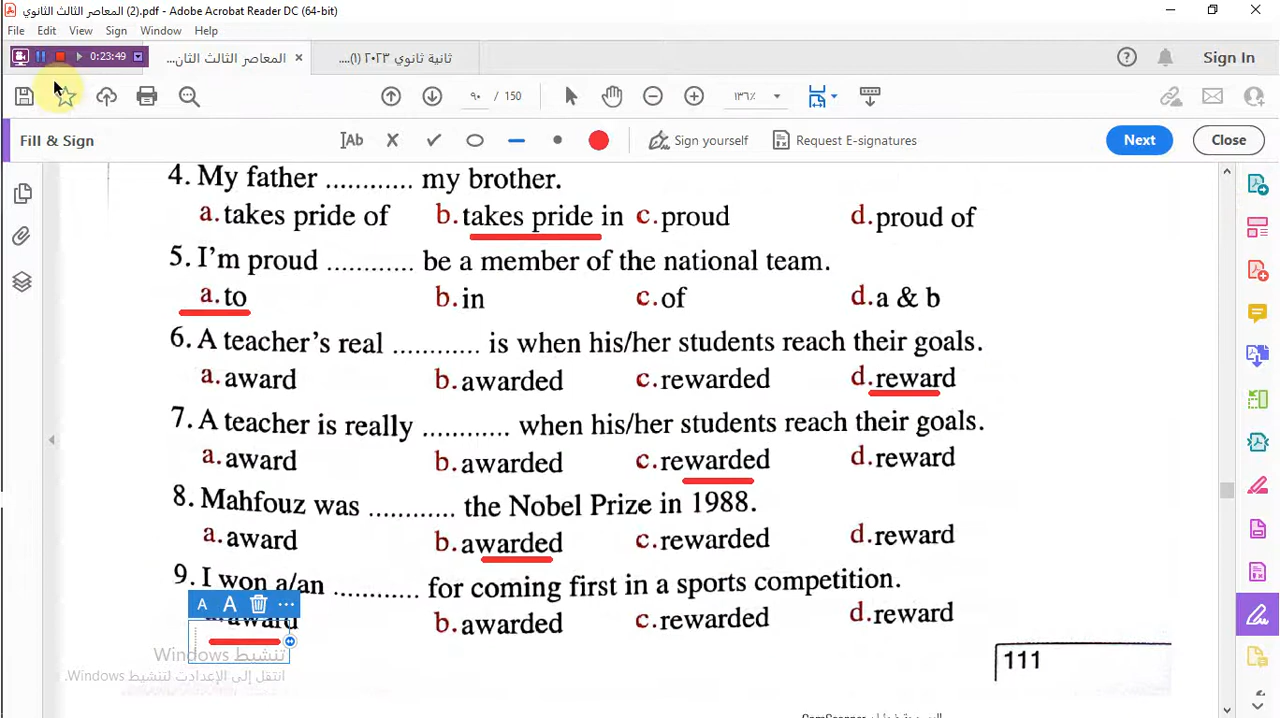 المعاصر الثالث الثانوي (2).pdf - Adobe Acrobat Reader DC (64-bit)
File Edit View Sign Window Help
0:23:49 المعاصر الثالث الثان... ثانية ثانوي ٢٠٢٣ (١)....
Sign In
٩٠ / 150 ١٣٦٪
Fill & Sign Ab Sign yourself Request E-signatures Next Close
4. My father ............ my brother.
a. takes pride of b. takes pride in c. proud d. proud of
5. I'm proud ............ be a member of the national team.
a. to b. in c. of d. a & b
6. A teacher's real ............ is when his/her students reach their goals.
a. award b. awarded c. rewarded d. reward
7. A teacher is really ............ when his/her students reach their goals.
a. award b. awarded c. rewarded d. reward
8. Mahfouz was ............ the Nobel Prize in 1988.
a. award b. awarded c. rewarded d. reward
9. I won a/an ............ for coming first in a sports competition.
A A
award b. awarded c. rewarded d. reward
تنشيط Windows
انتقل إلى الإعدادات لتنشيط Windows.
111